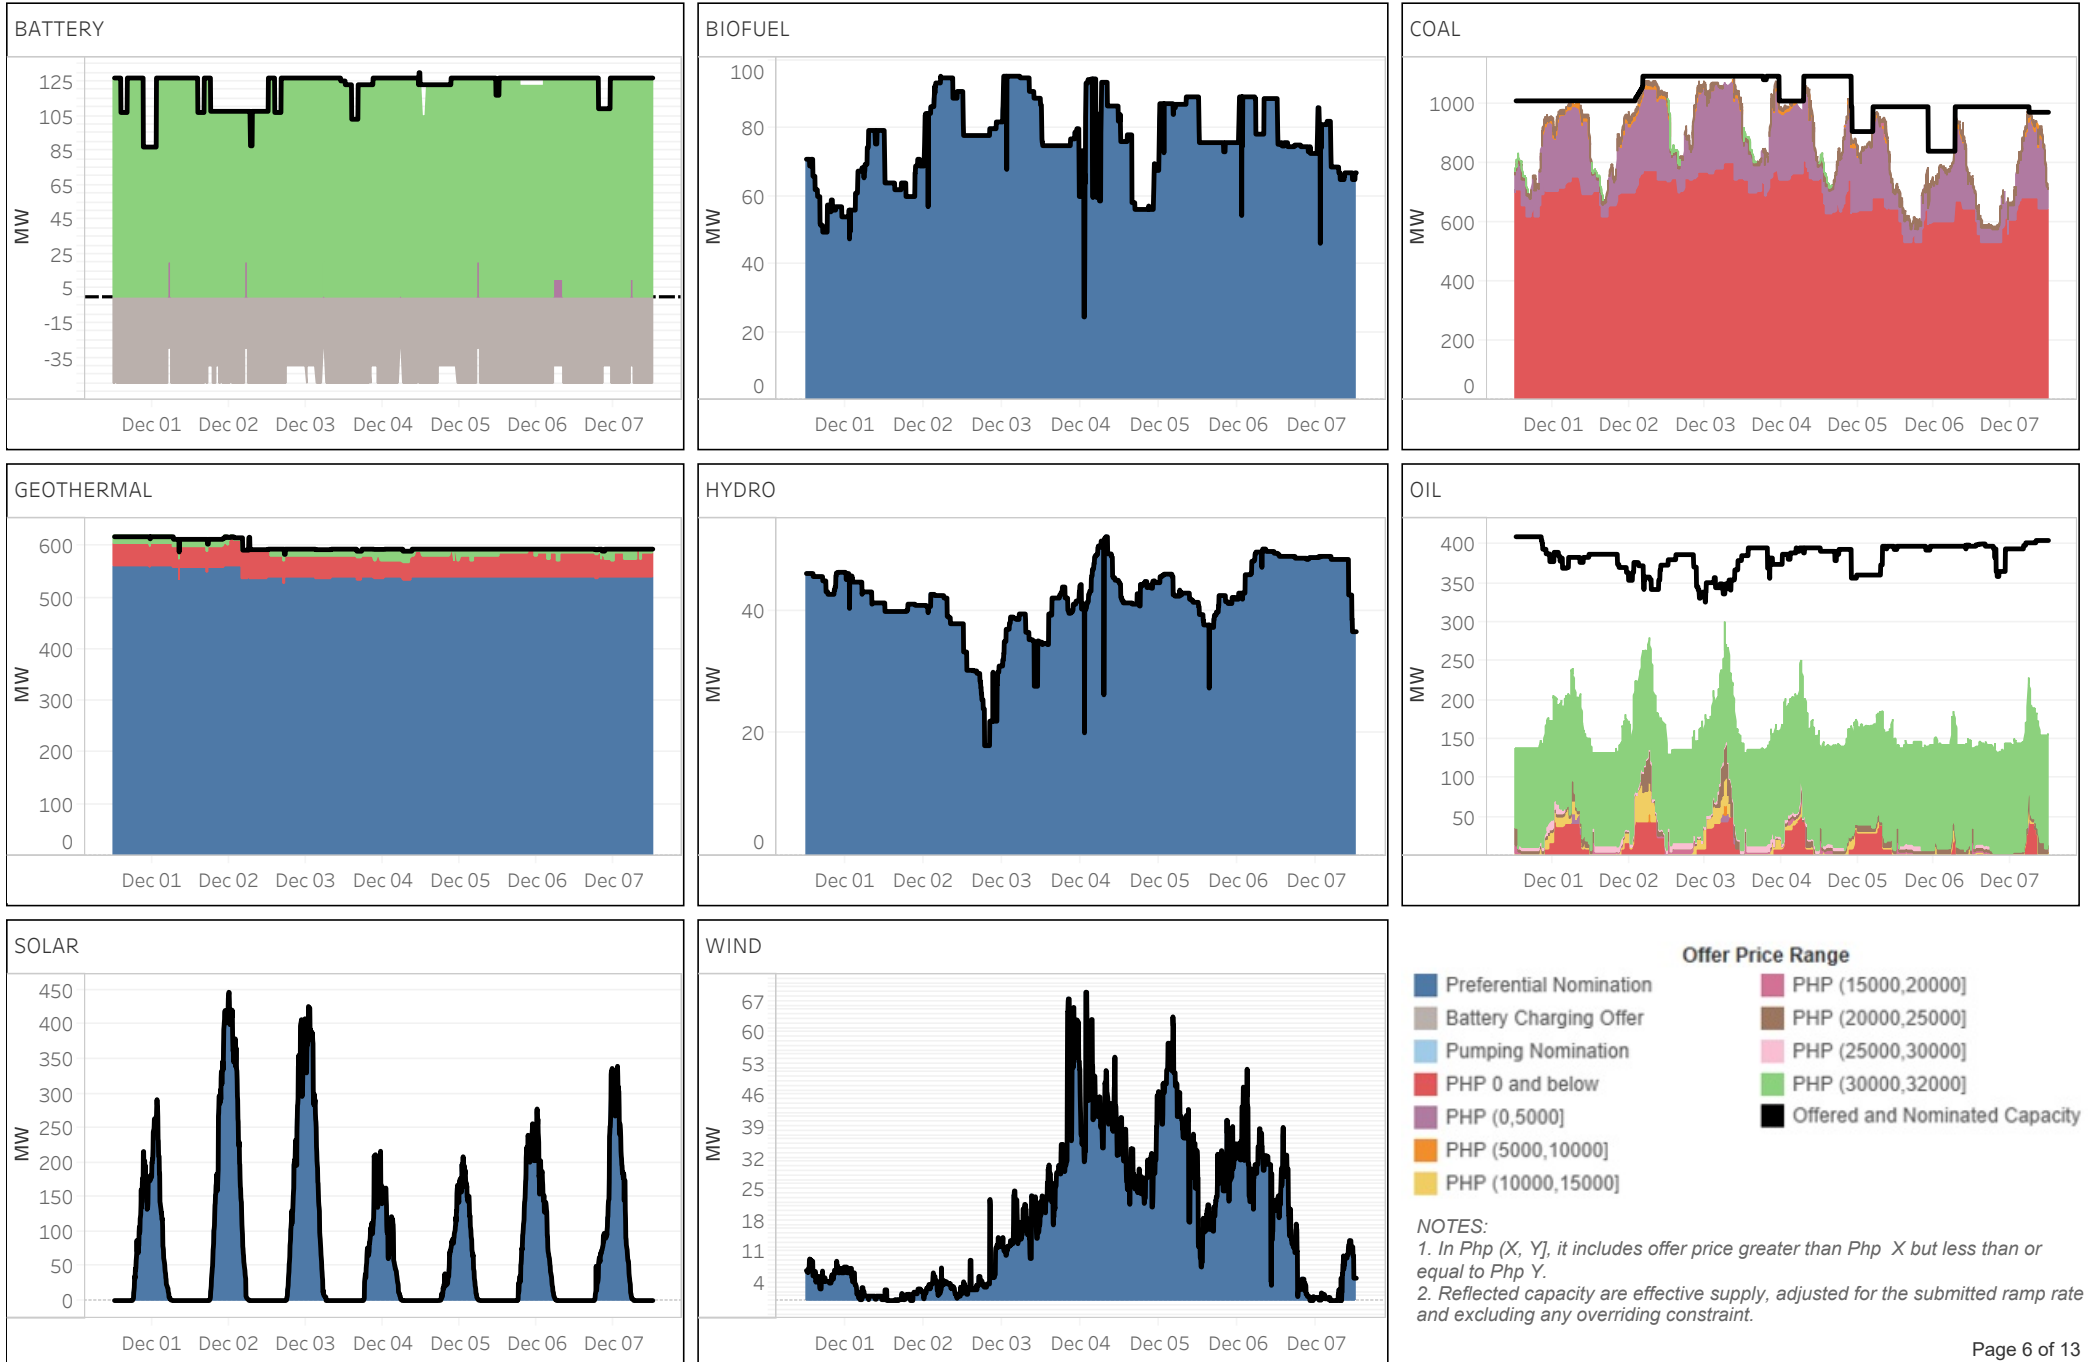 BATTERY
125
105
85
65
45
25
5
-15
-35
MW
Dec 01 Dec 02 Dec 03 Dec 04 Dec 05 Dec 06 Dec 07
BIOFUEL
100
80
60
40
20
0
MW
Dec 01 Dec 02 Dec 03 Dec 04 Dec 05 Dec 06 Dec 07
COAL
1000
800
600
400
200
0
MW
Dec 01 Dec 02 Dec 03 Dec 04 Dec 05 Dec 06 Dec 07
GEOTHERMAL
600
500
400
300
200
100
0
MW
Dec 01 Dec 02 Dec 03 Dec 04 Dec 05 Dec 06 Dec 07
HYDRO
40
20
0
MW
Dec 01 Dec 02 Dec 03 Dec 04 Dec 05 Dec 06 Dec 07
OIL
400
350
300
250
200
150
100
50
MW
Dec 01 Dec 02 Dec 03 Dec 04 Dec 05 Dec 06 Dec 07
SOLAR
450
400
350
300
250
200
150
100
50
0
MW
Dec 01 Dec 02 Dec 03 Dec 04 Dec 05 Dec 06 Dec 07
WIND
67
60
53
46
39
32
25
18
11
4
MW
Dec 01 Dec 02 Dec 03 Dec 04 Dec 05 Dec 06 Dec 07
Offer Price Range
Preferential Nomination
Battery Charging Offer
Pumping Nomination
PHP 0 and below
PHP (0,5000]
PHP (5000,10000]
PHP (10000,15000]
PHP (15000,20000]
PHP (20000,25000]
PHP (25000,30000]
PHP (30000,32000]
Offered and Nominated Capacity
NOTES:
1. In Php (X, Y], it includes offer price greater than Php X but less than or
equal to Php Y.
2. Reflected capacity are effective supply, adjusted for the submitted ramp rate
and excluding any overriding constraint.
Page 6 of 13